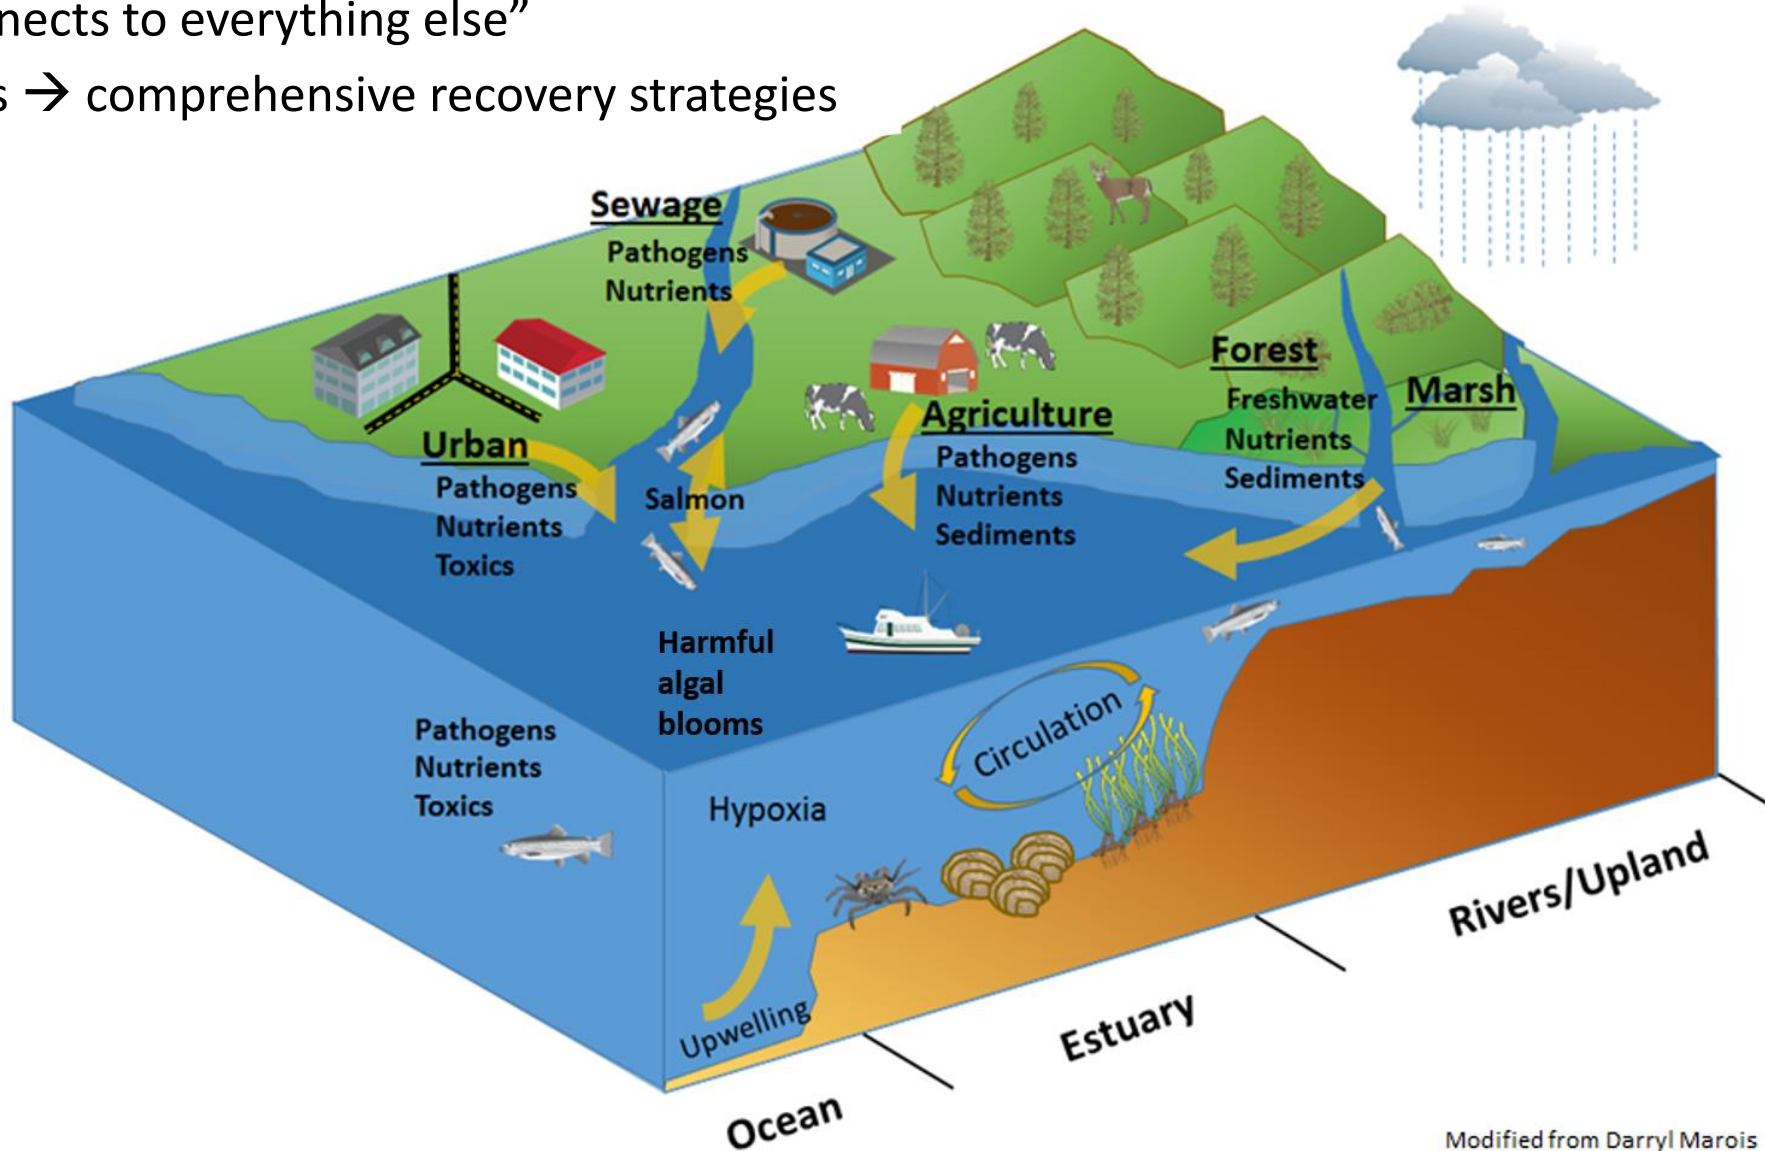 nects to everything else”
s → comprehensive recovery strategies
Sewage
Pathogens
Nutrients
Urban
Pathogens
Nutrients
Toxics
Salmon
Agriculture
Pathogens
Nutrients
Sediments
Forest
Freshwater
Nutrients
Sediments
Marsh
Harmful
algal
blooms
Pathogens
Nutrients
Toxics
Hypoxia
Circulation
Upwelling
Ocean
Estuary
Rivers/Upland
Modified from Darryl Marois